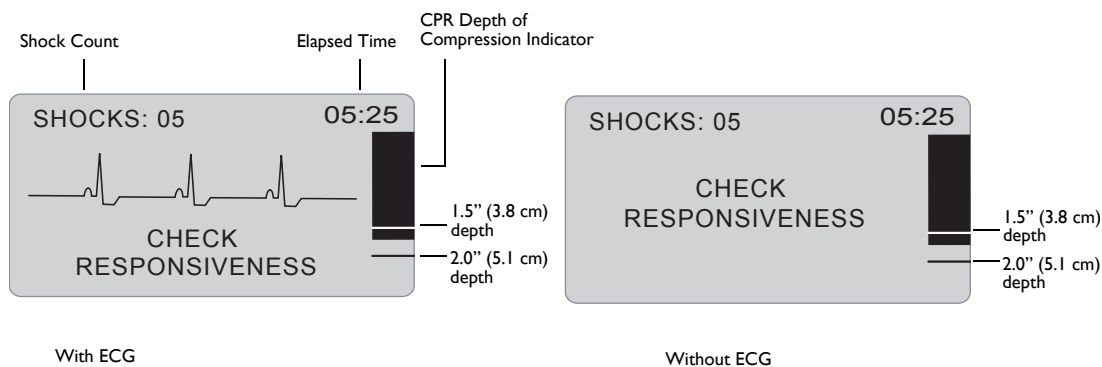 Shock Count
Elapsed Time
CPR Depth of
Compression Indicator
SHOCKS: 05
05:25
CHECK
RESPONSIVENESS
1.5” (3.8 cm)
depth
2.0” (5.1 cm)
depth
With ECG
SHOCKS: 05
05:25
CHECK
RESPONSIVENESS
1.5” (3.8 cm)
depth
2.0” (5.1 cm)
depth
Without ECG